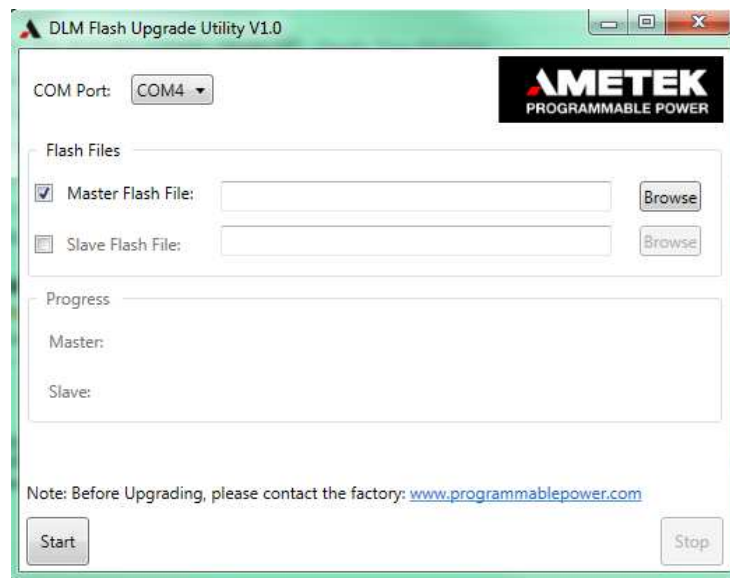 DLM Flash Upgrade Utility V1.0
COM Port: COM4
AMETEK
PROGRAMMABLE POWER
Flash Files
Master Flash File: Browse
Slave Flash File: Browse
Progress
Master:
Slave:
Note: Before Upgrading, please contact the factory: www.programmablepower.com
Start Stop